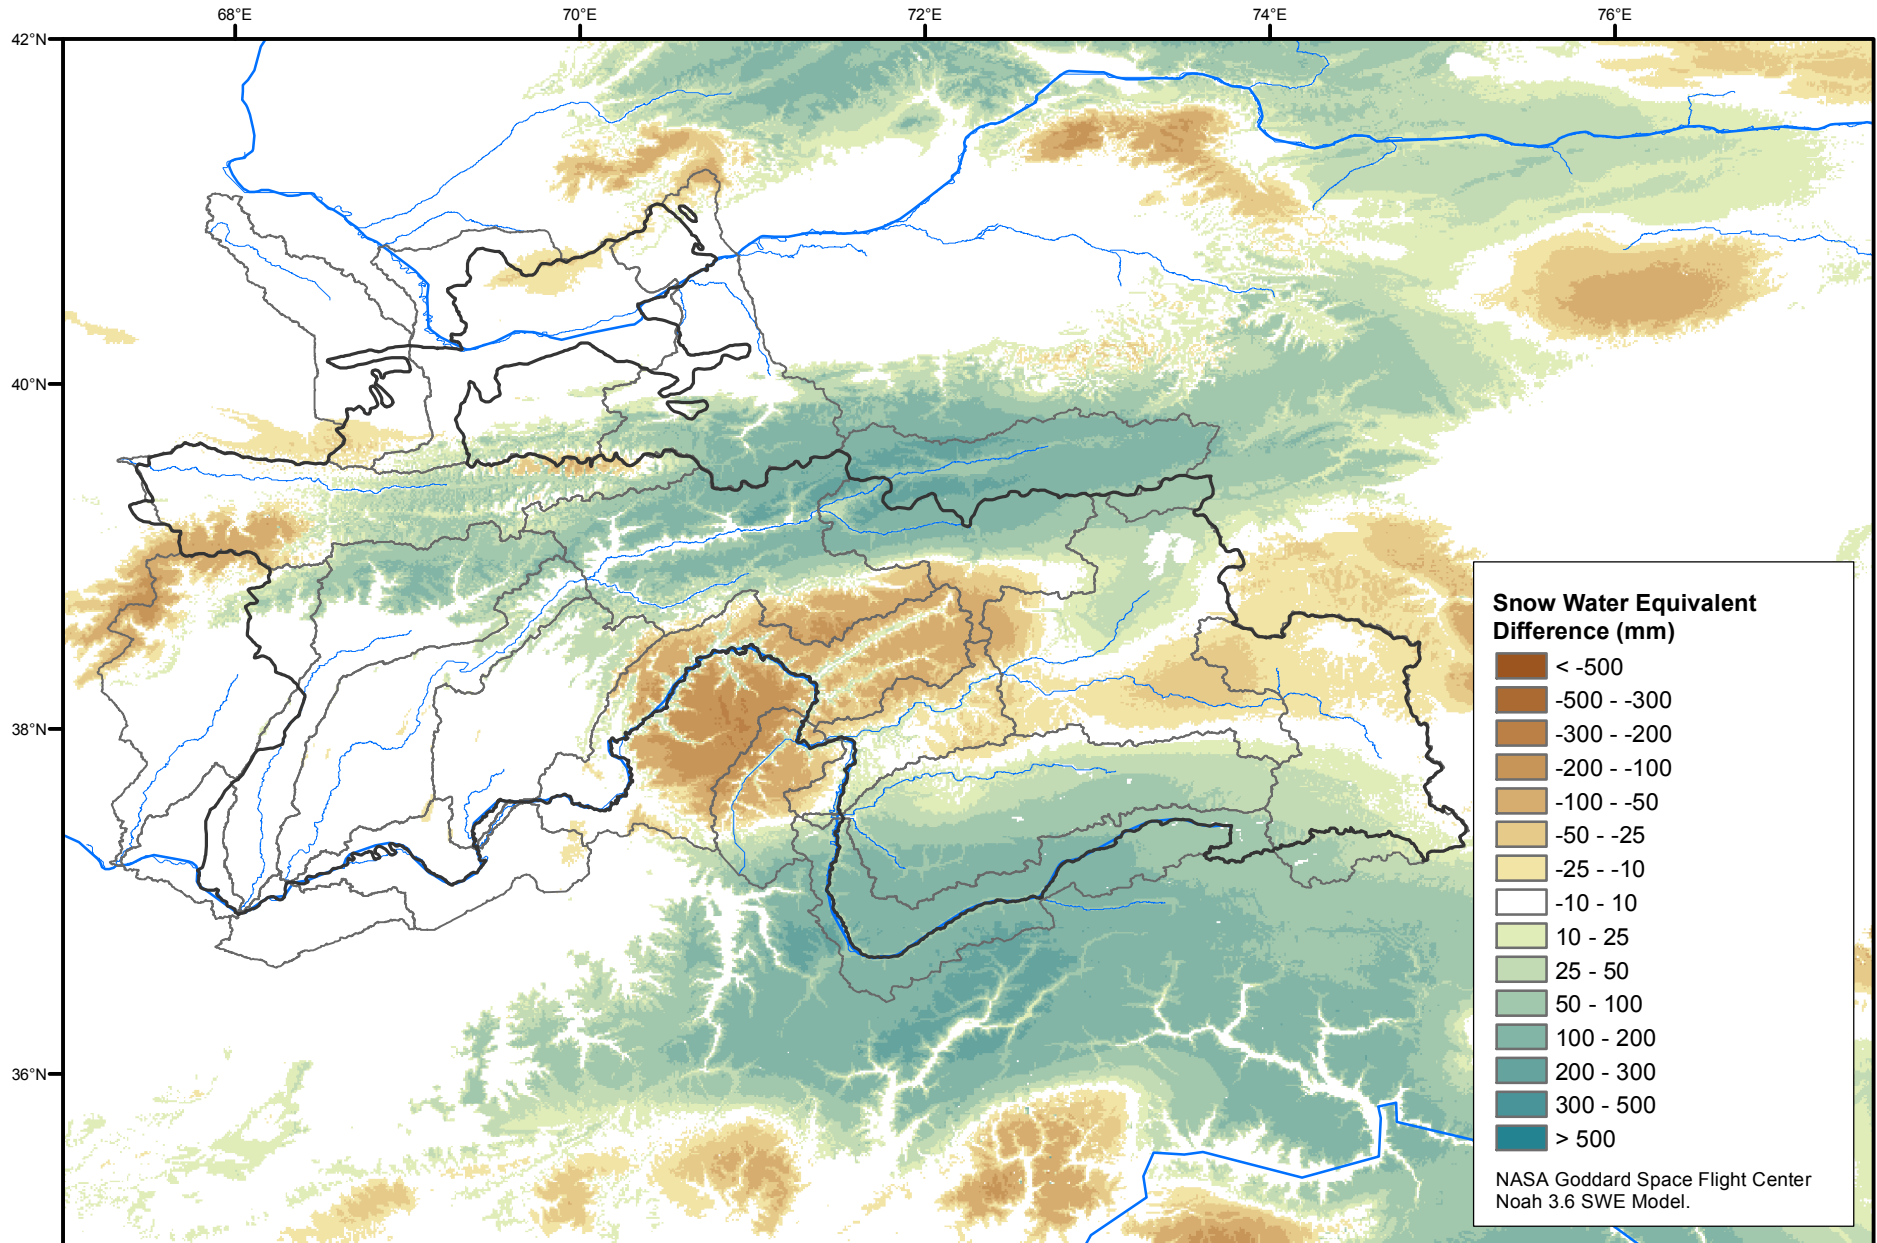 68°E 70°E 72°E 74°E 76°E
42°N
40°N
38°N
36°N
Snow Water Equivalent
Difference (mm)
< -500
-500 - -300
-300 - -200
-200 - -100
-100 - -50
-50 - -25
-25 - -10
-10 - 10
10 - 25
25 - 50
50 - 100
100 - 200
200 - 300
300 - 500
> 500
NASA Goddard Space Flight Center
Noah 3.6 SWE Model.